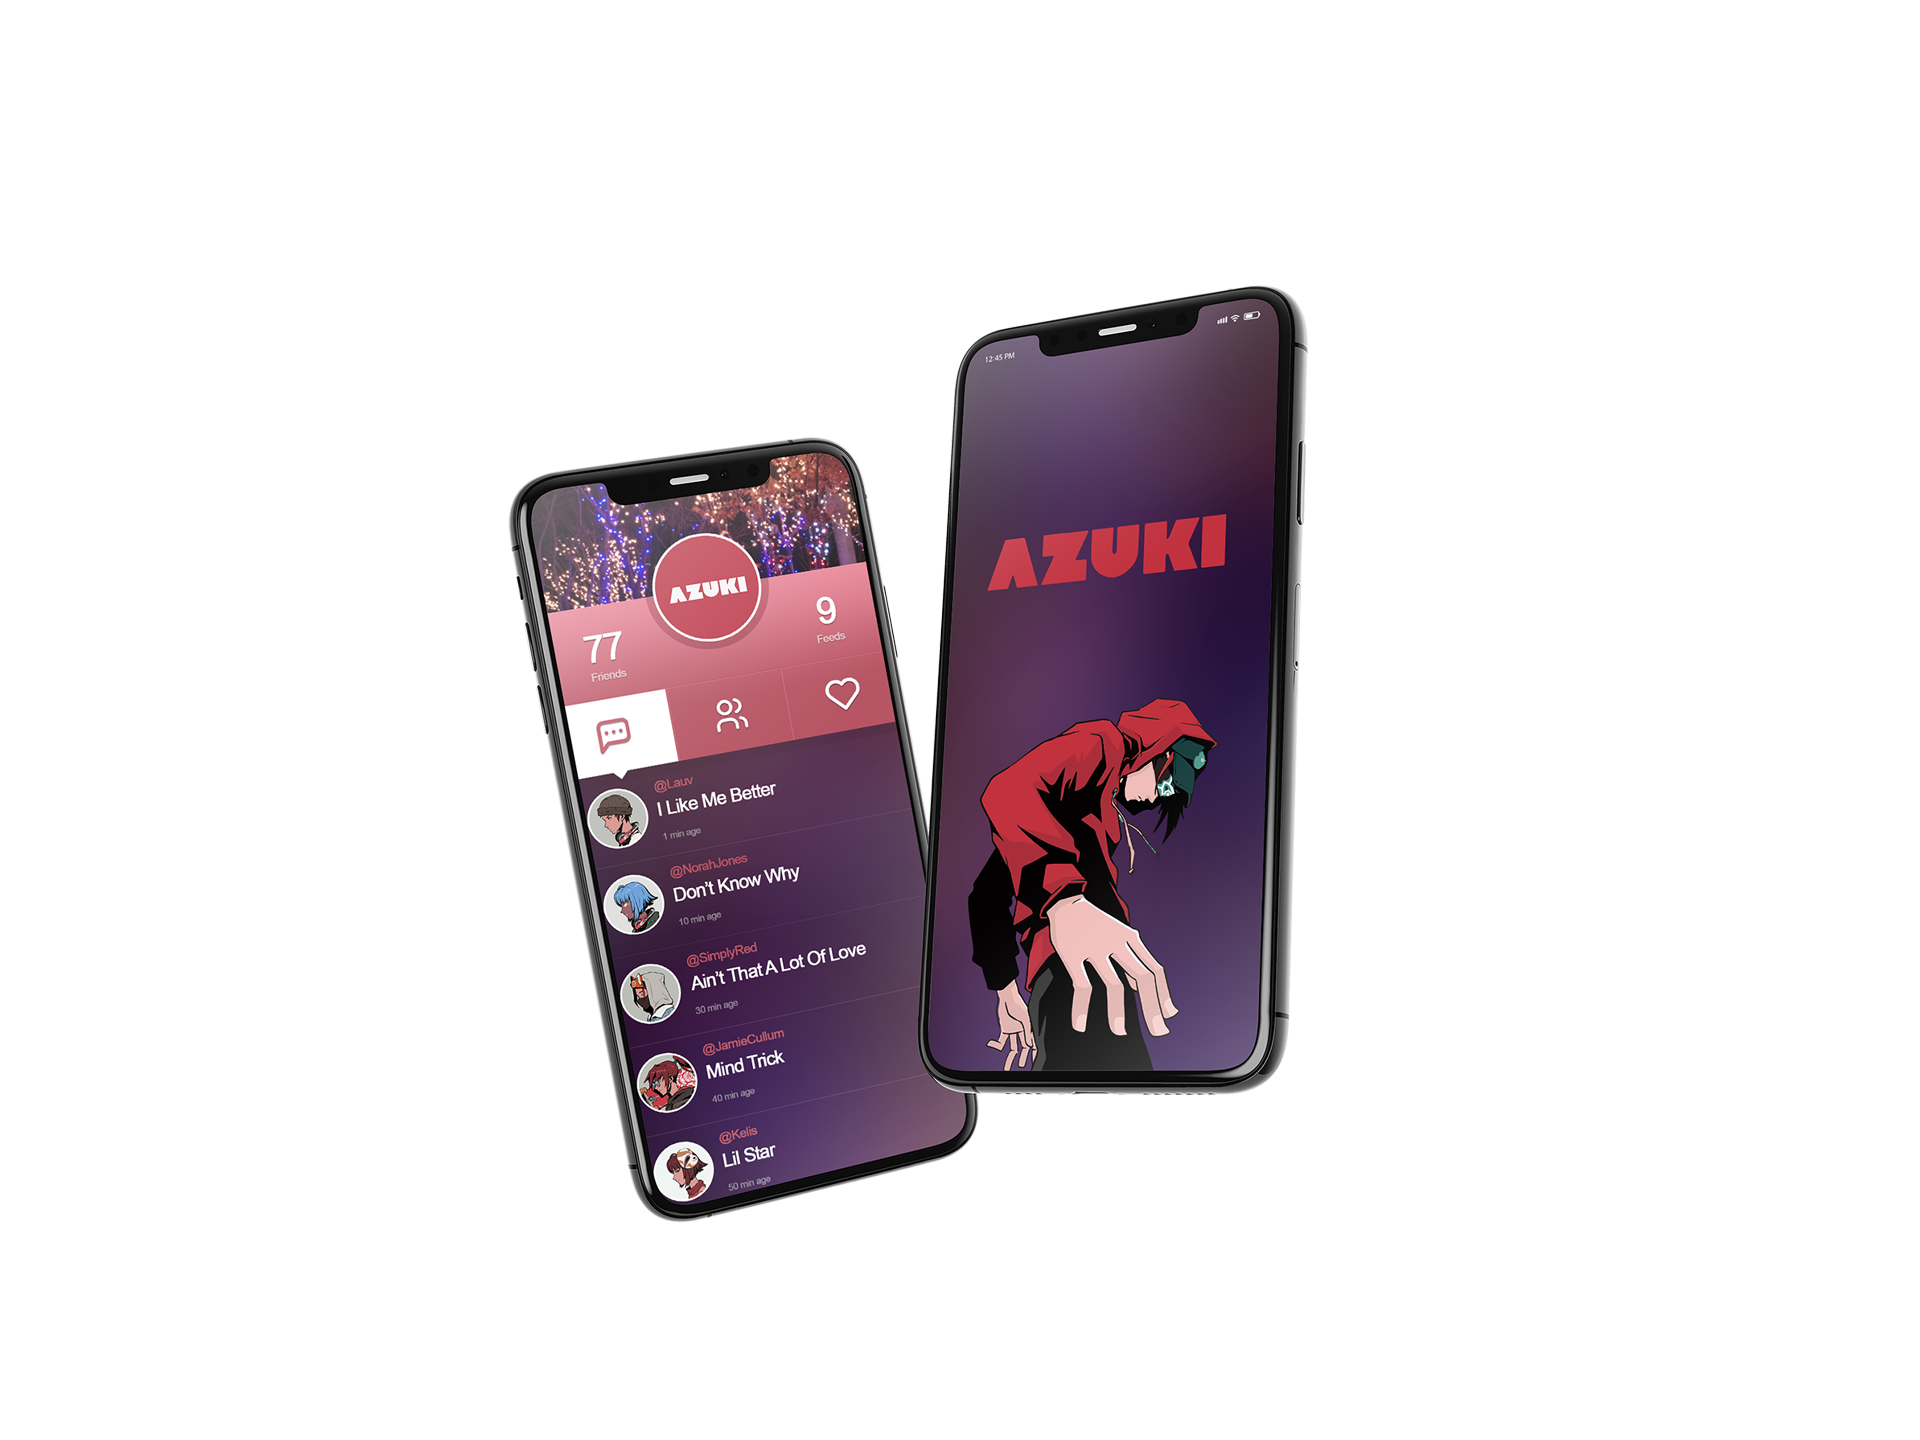 AZUKI
77
Friends
9
Feeds
@Lauv
I Like Me Better
1 min age
@NorahJones
Don't Know Why
10 min age
@SimplyRed
Ain't That A Lot Of Love
30 min age
@JamieCullum
Mind Trick
40 min age
@Kelis
Lil Star
50 min age
12:45 PM
AZUKI